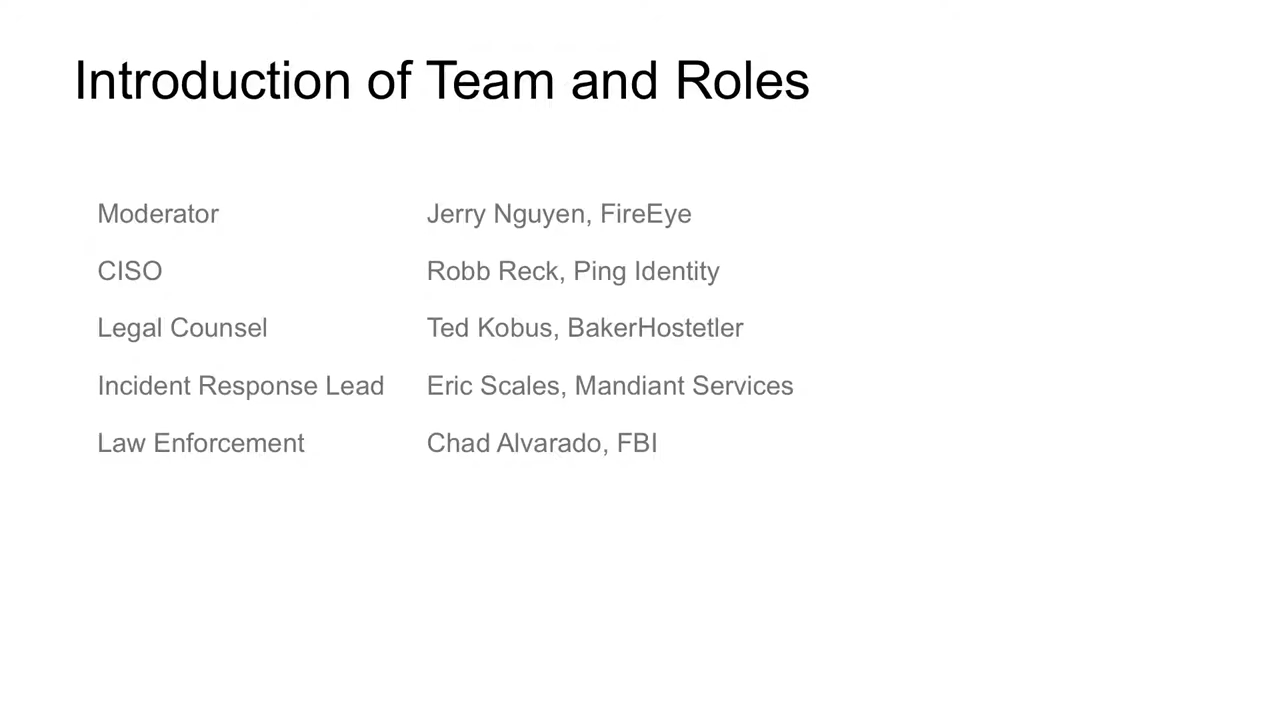 Introduction of Team and Roles
Moderator Jerry Nguyen, FireEye
CISO Robb Reck, Ping Identity
Legal Counsel Ted Kobus, BakerHostetler
Incident Response Lead Eric Scales, Mandiant Services
Law Enforcement Chad Alvarado, FBI